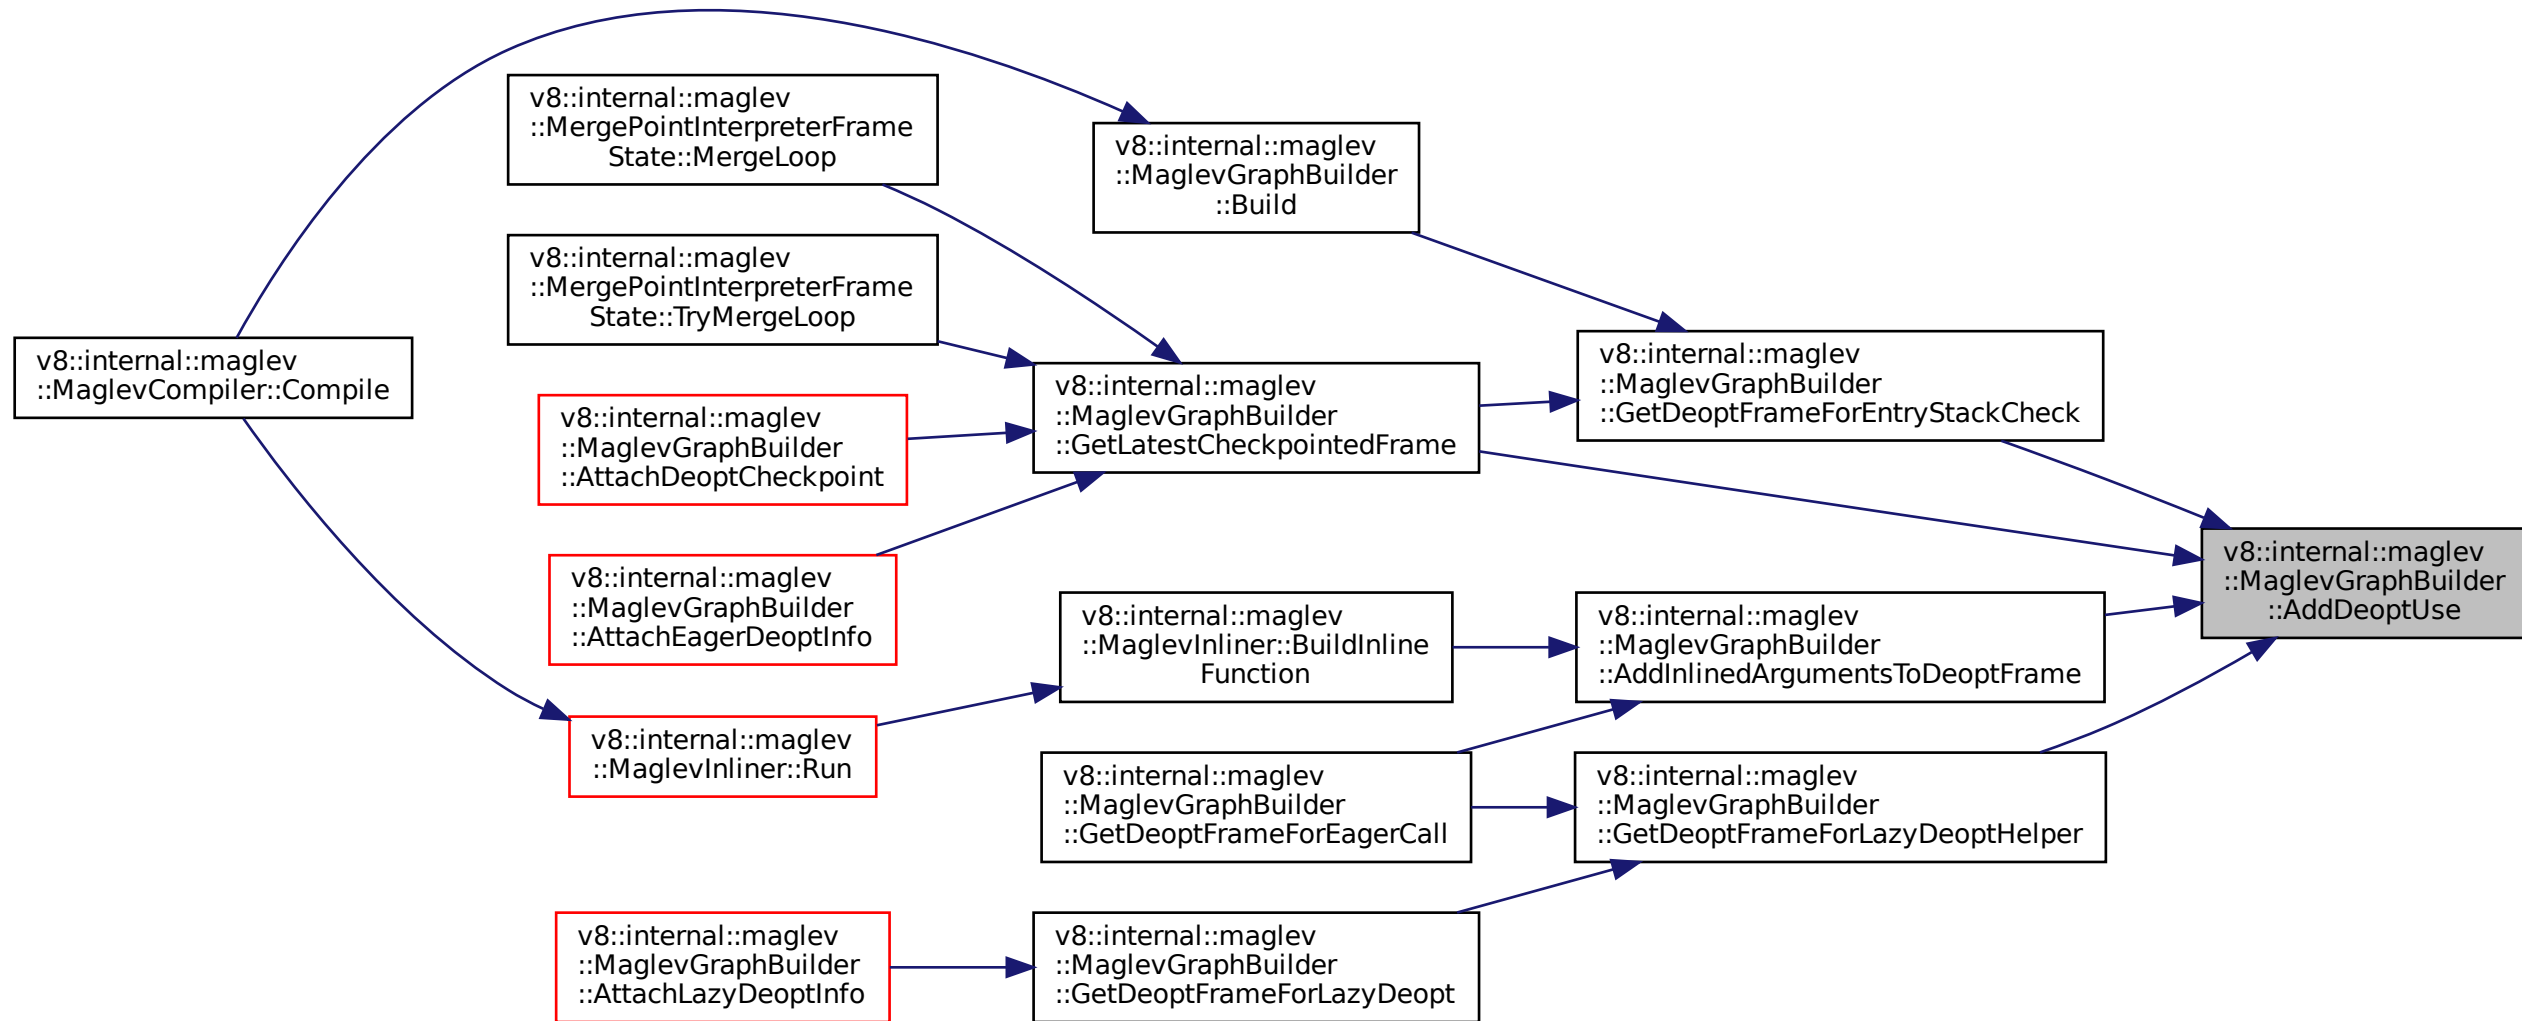 v8::internal::maglev
::MergePointInterpreterFrame
State::MergeLoop
v8::internal::maglev
::MaglevGraphBuilder
::Build
v8::internal::maglev
::MergePointInterpreterFrame
State::TryMergeLoop
v8::internal::maglev
::MaglevCompiler::Compile
v8::internal::maglev
::MaglevGraphBuilder
::GetDeoptFrameForEntryStackCheck
v8::internal::maglev
::MaglevGraphBuilder
::GetLatestCheckpointedFrame
v8::internal::maglev
::MaglevGraphBuilder
::AttachDeoptCheckpoint
v8::internal::maglev
::MaglevGraphBuilder
::AddDeoptUse
v8::internal::maglev
::MaglevGraphBuilder
::AttachEagerDeoptInfo
v8::internal::maglev
::MaglevInliner::BuildInline
Function
v8::internal::maglev
::MaglevGraphBuilder
::AddInlinedArgumentsToDeoptFrame
v8::internal::maglev
::MaglevInliner::Run
v8::internal::maglev
::MaglevGraphBuilder
::GetDeoptFrameForEagerCall
v8::internal::maglev
::MaglevGraphBuilder
::GetDeoptFrameForLazyDeoptHelper
v8::internal::maglev
::MaglevGraphBuilder
::AttachLazyDeoptInfo
v8::internal::maglev
::MaglevGraphBuilder
::GetDeoptFrameForLazyDeopt